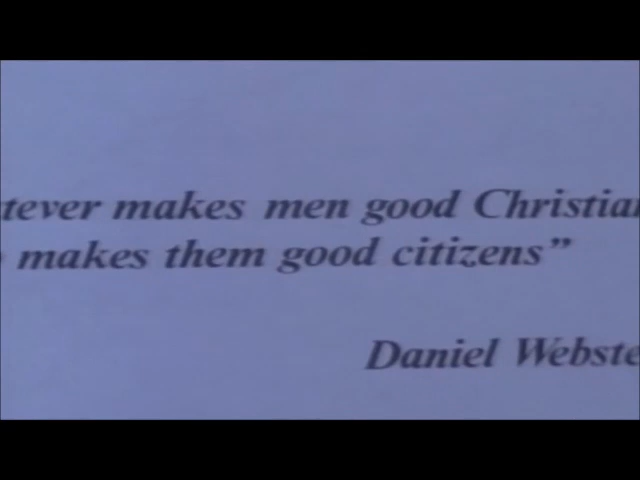 tever makes men good Christian
makes them good citizens”
Daniel Webste